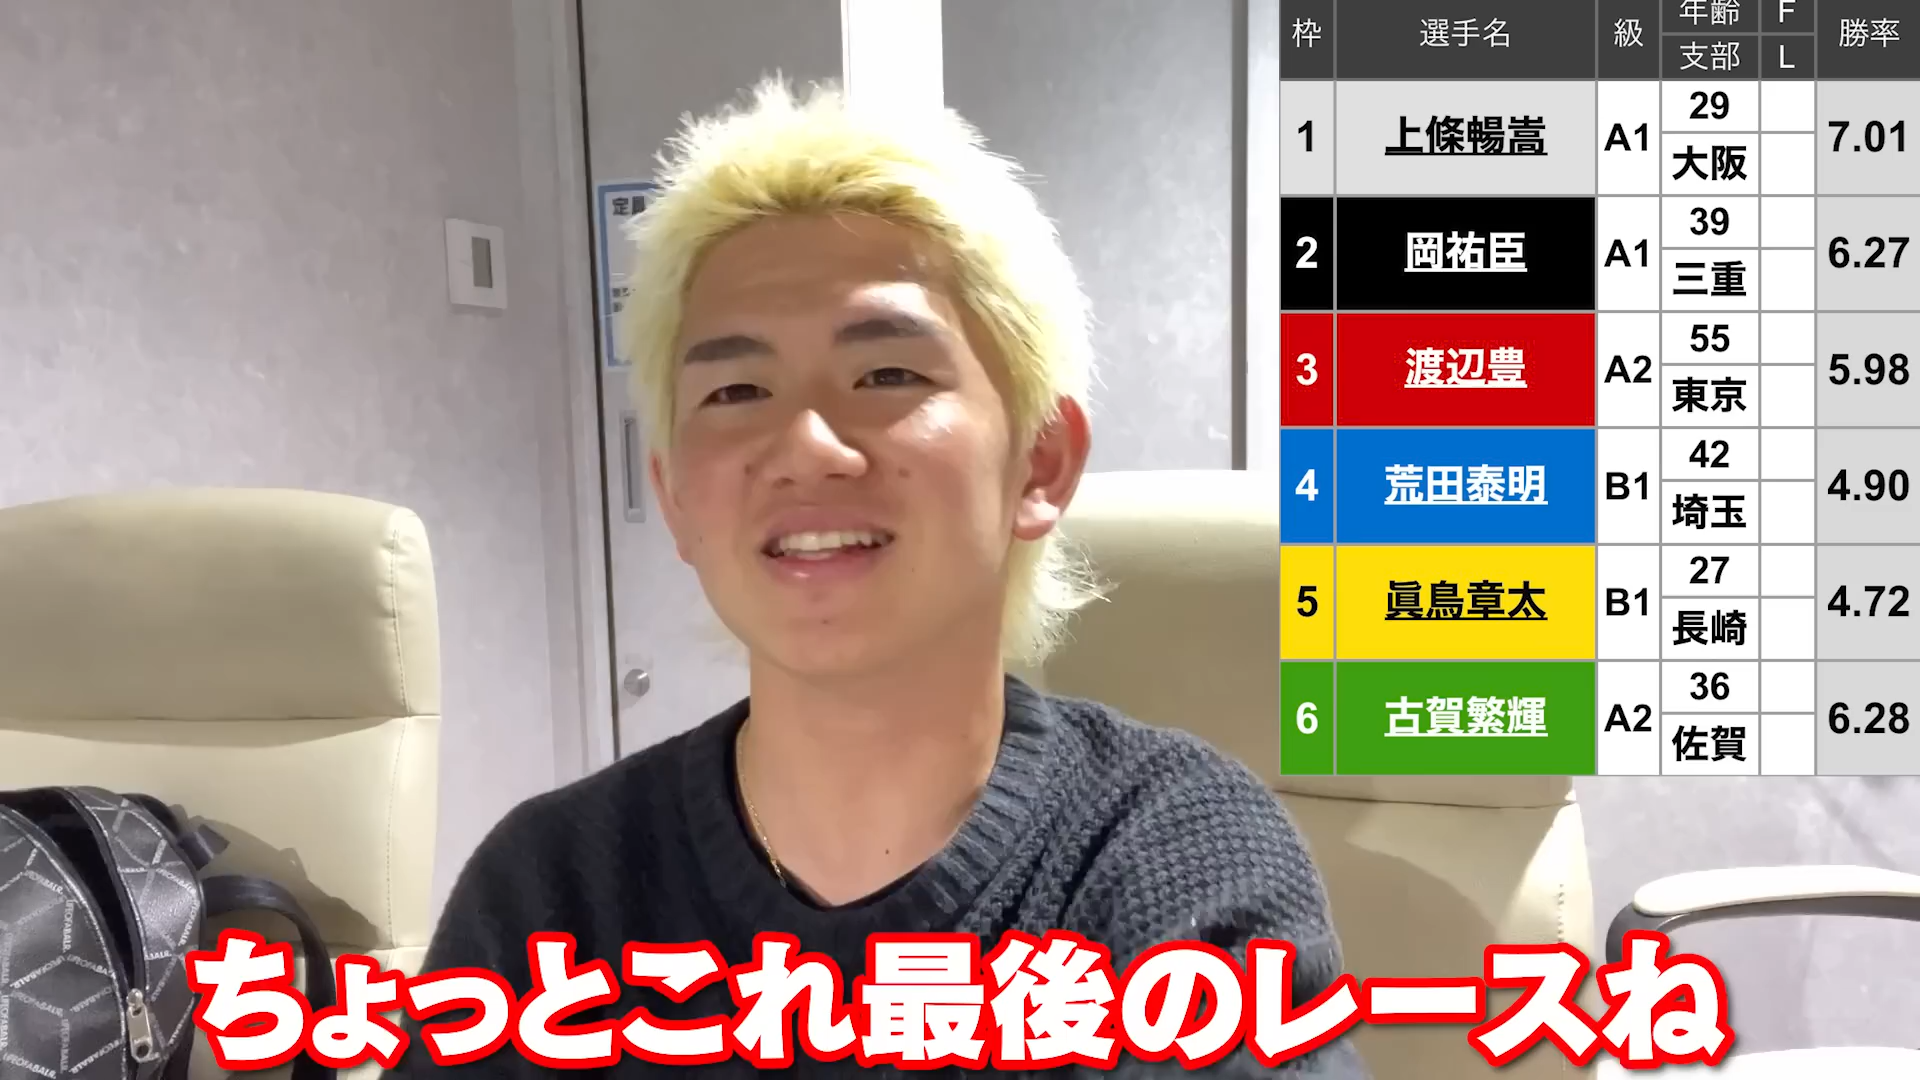 枠 選手名 級 年齢 F 勝率
支部 L
1 上條暢嵩 A1 29 7.01
大阪
2 岡祐臣 A1 39 6.27
三重
3 渡辺豊 A2 55 5.98
東京
4 荒田泰明 B1 42 4.90
埼玉
5 眞鳥章太 B1 27 4.72
長崎
6 古賀繁輝 A2 36 6.28
佐賀
定員
ちょっとこれ最後のレースね